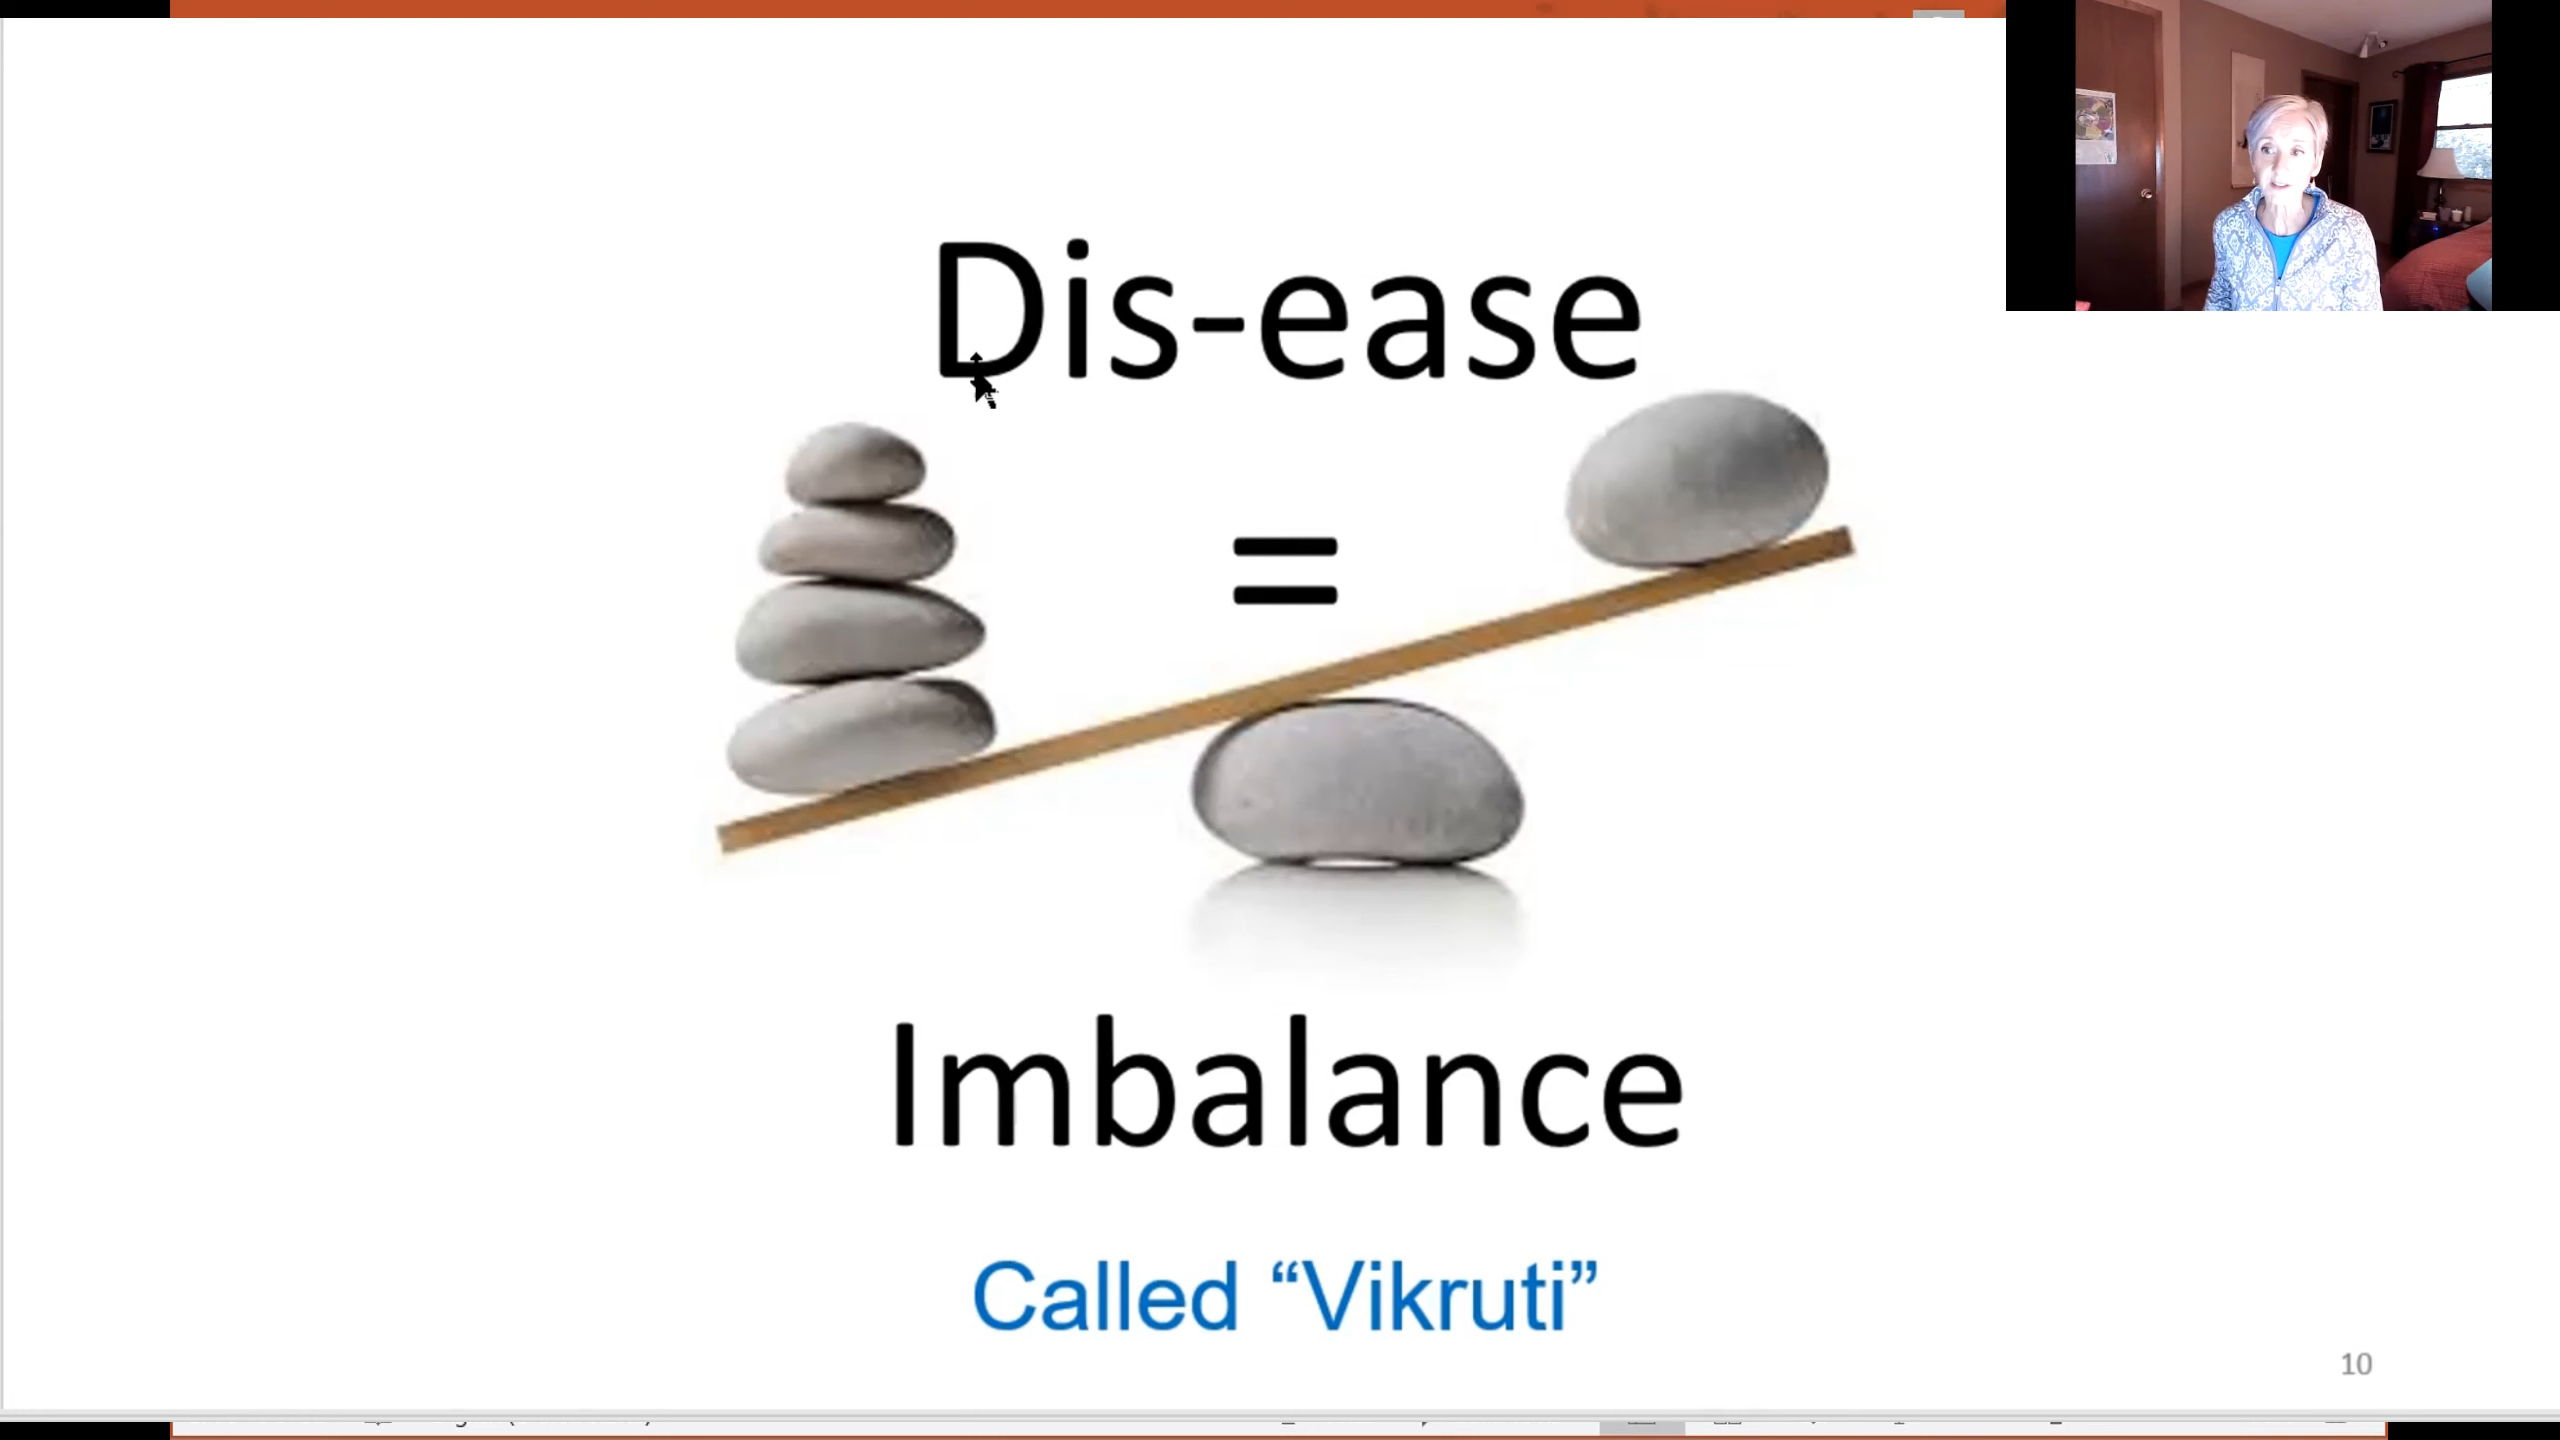 Dis-ease
=
Imbalance
Called “Vikruti”
10